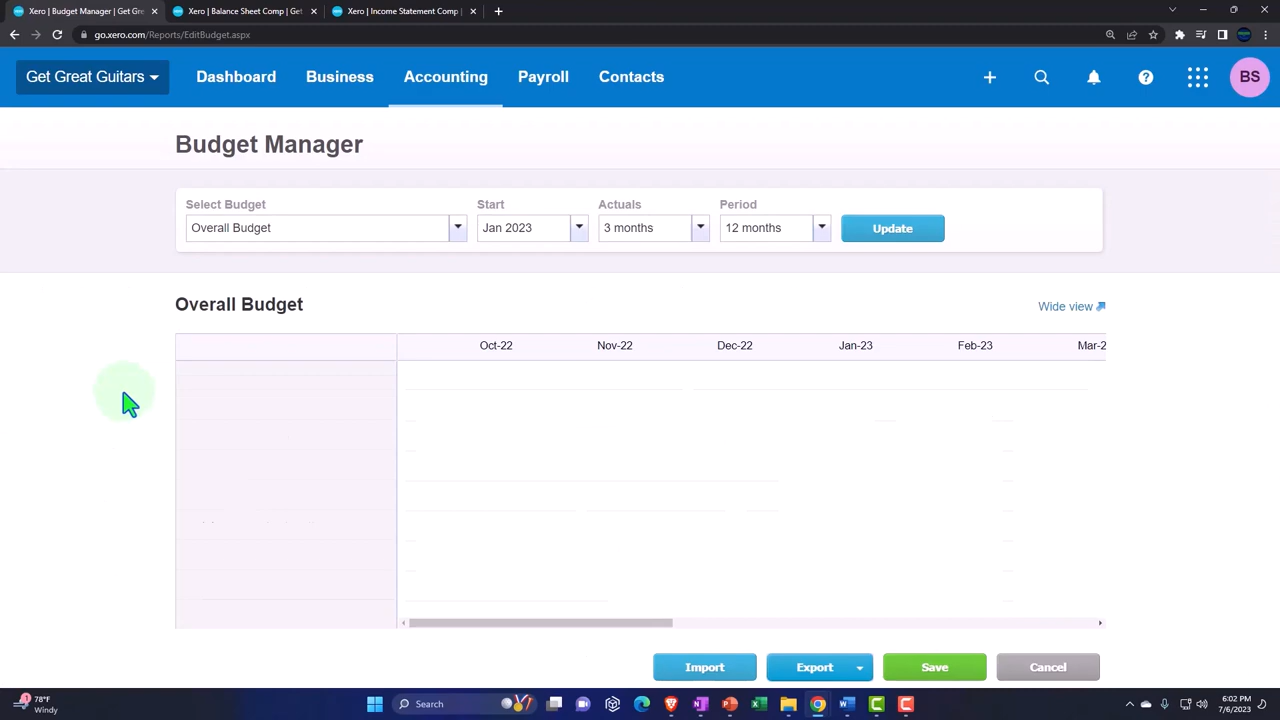 Xero | Budget Manager | Get Gre
Xero | Balance Sheet Comp | Get
Xero | Income Statement Comp |
go.xero.com/Reports/EditBudget.aspx
Get Great Guitars
Dashboard
Business
Accounting
Payroll
Contacts
BS
Budget Manager
Select Budget
Start
Actuals
Period
Overall Budget
Jan 2023
3 months
12 months
Update
Overall Budget
Wide view
Oct-22
Nov-22
Dec-22
Jan-23
Feb-23
Mar-2
Import
Export
Save
Cancel
78°F
Windy
Search
6:02 PM
7/6/2023